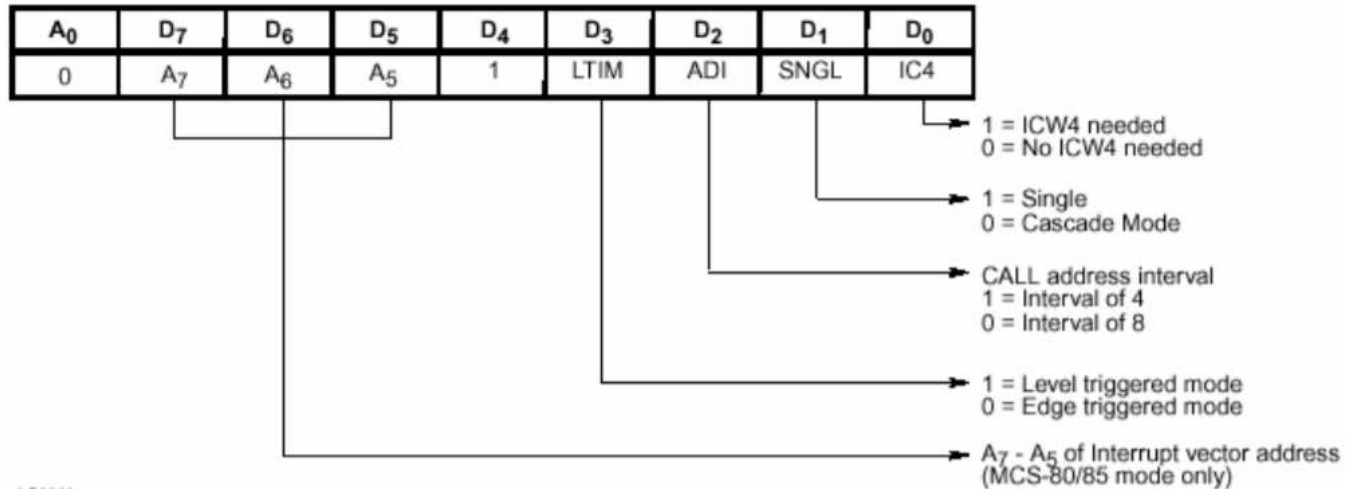 A0 D7 D6 D5 D4 D3 D2 D1 D0
0 A7 A6 A5 1 LTIM ADI SNGL IC4
1 = ICW4 needed
0 = No ICW4 needed
1 = Single
0 = Cascade Mode
CALL address interval
1 = Interval of 4
0 = Interval of 8
1 = Level triggered mode
0 = Edge triggered mode
A7 - A5 of Interrupt vector address
(MCS-80/85 mode only)